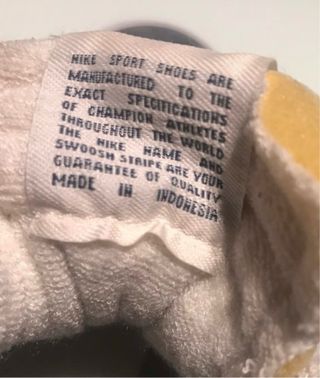 NIKE SPORT SHOES ARE
MANUFACTURED TO THE
EXACT SPECIFICATIONS
OF CHAMPION ATHLETES
THROUGHOUT THE WORLD
THE NIKE NAME AND
SWOOSH STRIPE ARE YOUR
GUARANTEE OF QUALITY
MADE IN INDONESIA